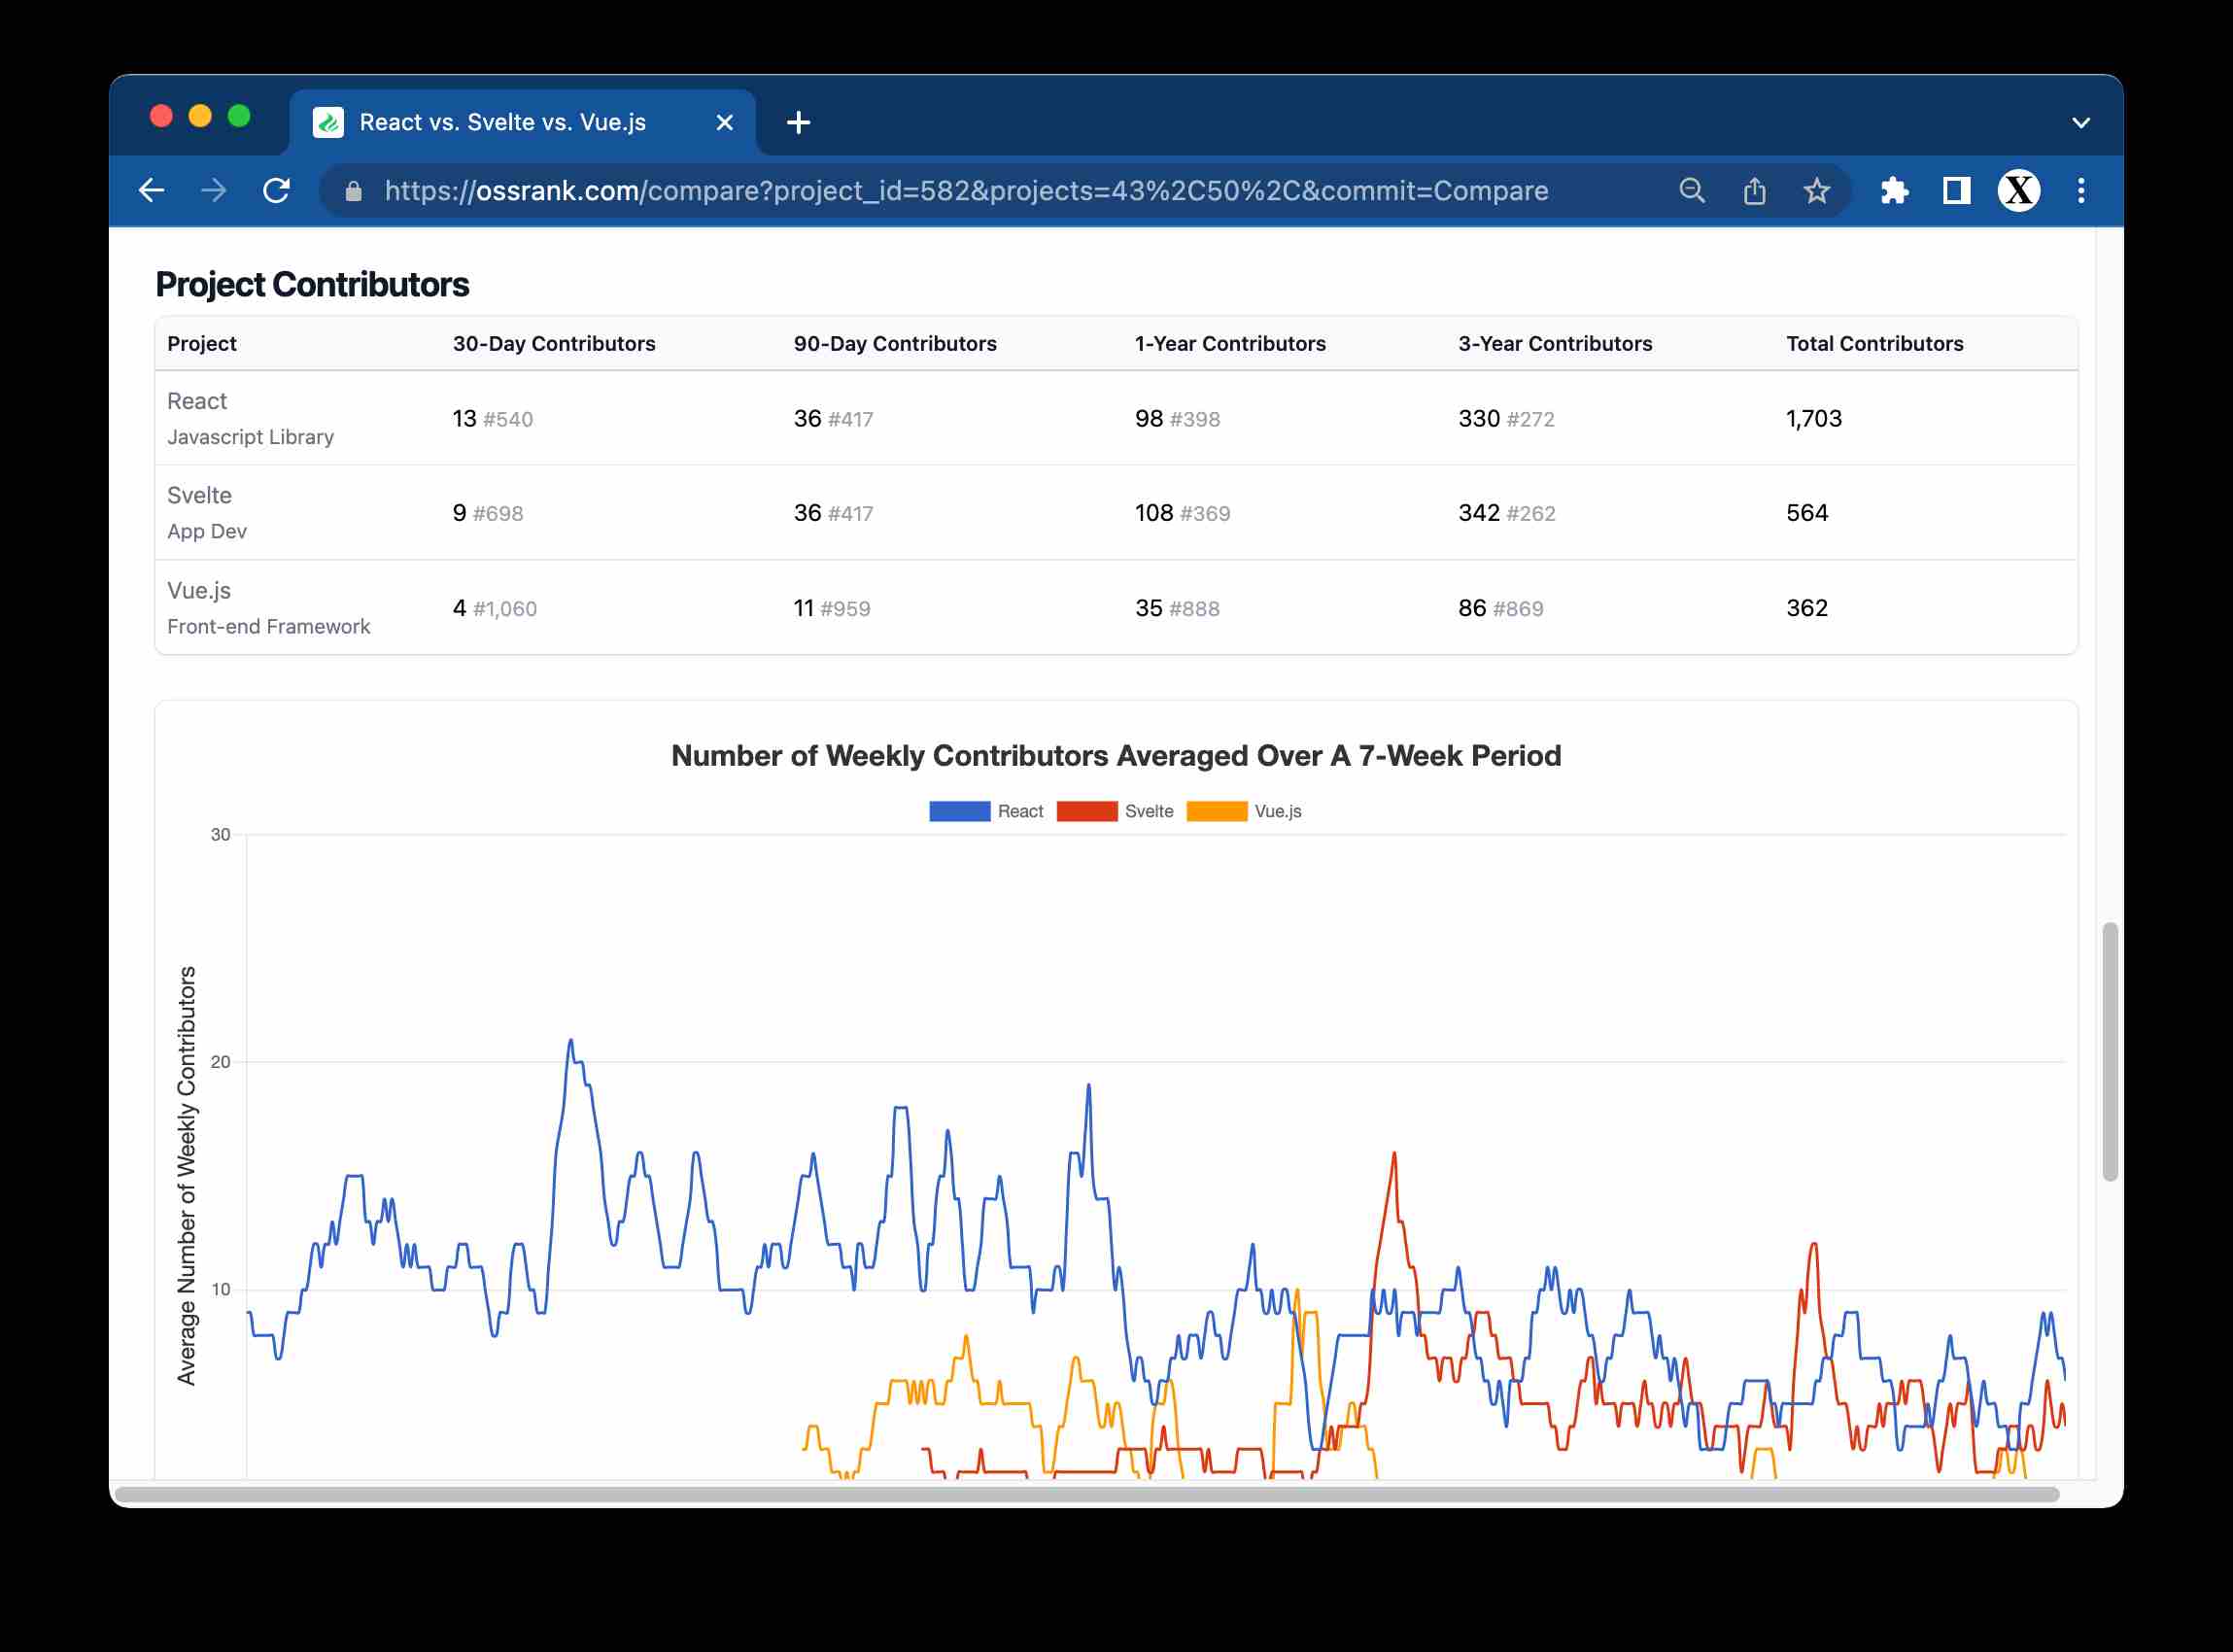 React vs. Svelte vs. Vue.js
https://ossrank.com/compare?project_id=582&projects=43%2C50%2C&commit=Compare
X
Project Contributors
Project 30-Day Contributors 90-Day Contributors 1-Year Contributors 3-Year Contributors Total Contributors
React
Javascript Library
13 #540 36 #417 98 #398 330 #272 1,703
Svelte
App Dev
9 #698 36 #417 108 #369 342 #262 564
Vue.js
Front-end Framework
4 #1,060 11 #959 35 #888 86 #869 362
Number of Weekly Contributors Averaged Over A 7-Week Period
React Svelte Vue.js
30
20
10
Average Number of Weekly Contributors